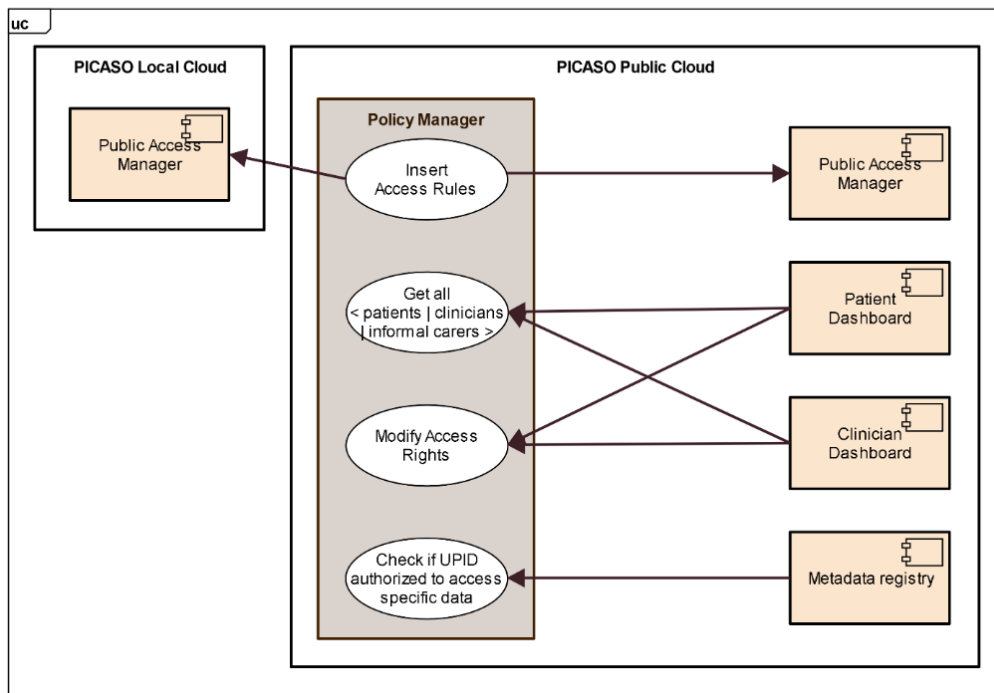 uc
PICASO Local Cloud
Public Access
Manager
PICASO Public Cloud
Policy Manager
Insert
Access Rules
Get all
< patients | clinicians
| informal carers >
Modify Access
Rights
Check if UPID
authorized to access
specific data
Public Access
Manager
Patient
Dashboard
Clinician
Dashboard
Metadata registry